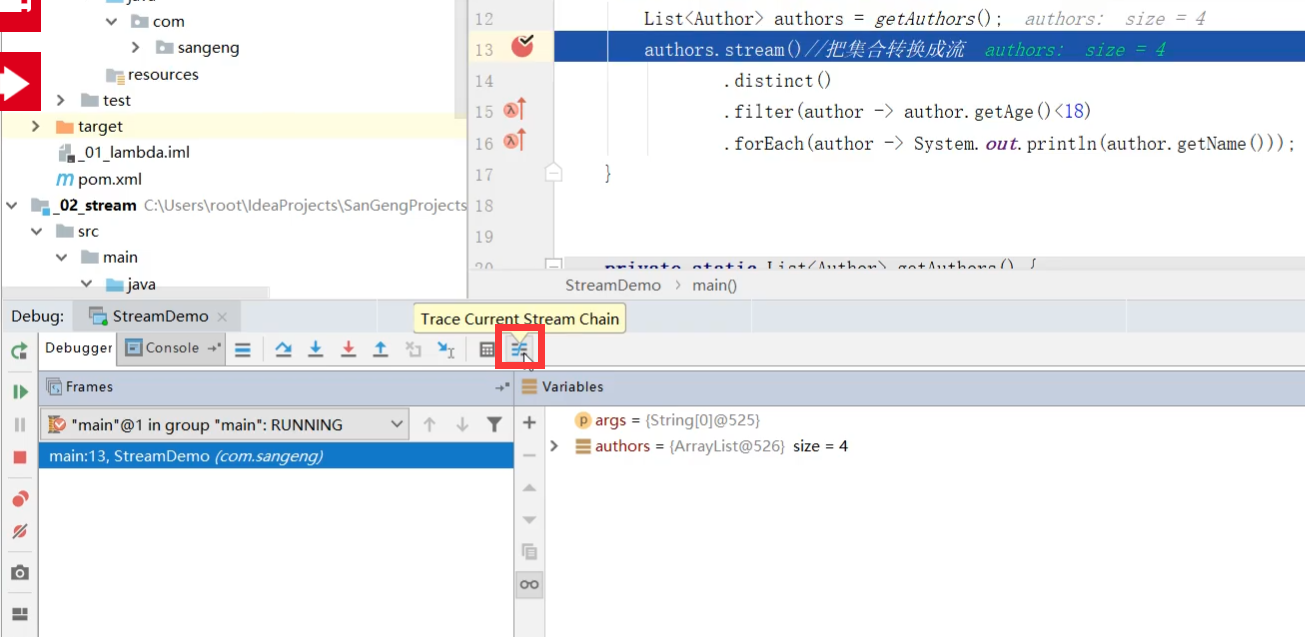 java
com
sangeng
resources
test
target
_01_lambda.iml
m pom.xml
_02_stream C:\Users\root\IdeaProjects\SanGengProjects
src
main
java
12 List<Author> authors = getAuthors(); authors: size = 4
13 authors.stream()//把集合转换成流 authors: size = 4
14 .distinct()
15 .filter(author -> author.getAge()<18)
16 .forEach(author -> System.out.println(author.getName()));
17 }
18
19
20 private static List<Author> getAuthors() {
StreamDemo > main()
Debug: StreamDemo ×
Trace Current Stream Chain
Debugger Console
Frames
Variables
"main"@1 in group "main": RUNNING
main:13, StreamDemo (com.sangeng)
p args = {String[0]@525}
authors = {ArrayList@526} size = 4